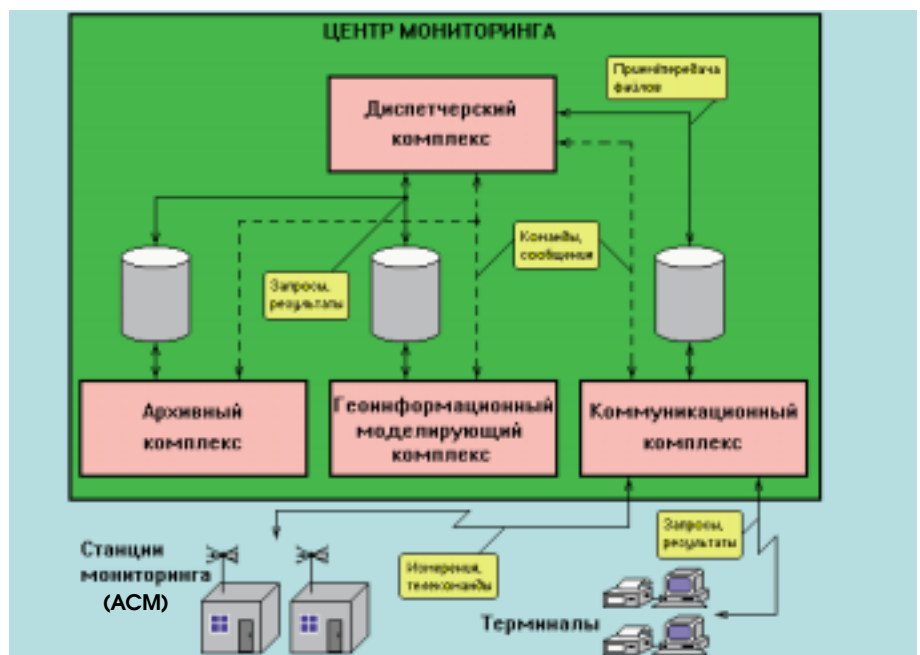 ЦЕНТР МОНИТОРИНГА
Прием/передача
файлов
Диспетчерский
комплекс
Команды,
сообщения
Запросы,
результаты
Архивный
комплекс
Геоинформационный
моделирующий
комплекс
Коммуникационный
комплекс
Станции
мониторинга
(АСМ)
Измерения,
телекоманды
Запросы,
результаты
Терминалы